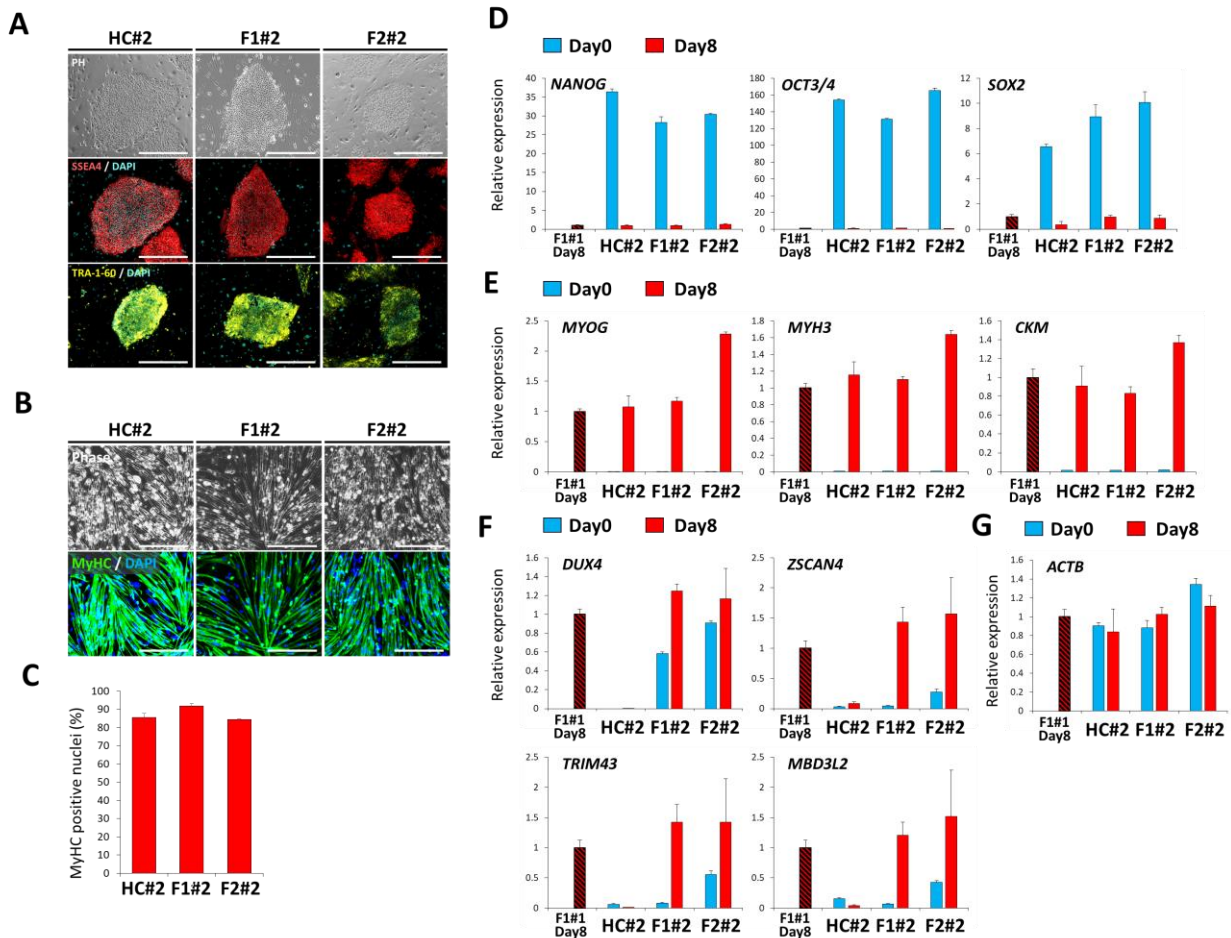 A
HC#2 F1#2 F2#2
PH
SSEA4 / DAPI
TRA-1-60 / DAPI
B
HC#2 F1#2 F2#2
Phase
MyHC / DAPI
C
MyHC positive nuclei (%)
100
90
80
70
60
50
40
30
20
10
0
HC#2 F1#2 F2#2
D
Day0 Day8
Relative expression
NANOG
40
35
30
25
20
15
10
5
0
F1#1
Day8
HC#2 F1#2 F2#2
OCT3/4
180
160
140
120
100
80
60
40
20
0
F1#1
Day8
HC#2 F1#2 F2#2
SOX2
12
10
8
6
4
2
0
F1#1
Day8
HC#2 F1#2 F2#2
E
Day0 Day8
Relative expression
MYOG
2.5
2
1.5
1
0.5
0
F1#1
Day8
HC#2 F1#2 F2#2
MYH3
1.8
1.6
1.4
1.2
1
0.8
0.6
0.4
0.2
0
F1#1
Day8
HC#2 F1#2 F2#2
CKM
1.6
1.4
1.2
1
0.8
0.6
0.4
0.2
0
F1#1
Day8
HC#2 F1#2 F2#2
F
Day0 Day8
Relative expression
DUX4
1.6
1.4
1.2
1
0.8
0.6
0.4
0.2
0
F1#1
Day8
HC#2 F1#2 F2#2
ZSCAN4
2.5
2
1.5
1
0.5
0
F1#1
Day8
HC#2 F1#2 F2#2
Relative expression
TRIM43
2.5
2
1.5
1
0.5
0
F1#1
Day8
HC#2 F1#2 F2#2
MBD3L2
2.5
2
1.5
1
0.5
0
F1#1
Day8
HC#2 F1#2 F2#2
G
Day0 Day8
Relative expression
ACTB
1.6
1.4
1.2
1
0.8
0.6
0.4
0.2
0
F1#1
Day8
HC#2 F1#2 F2#2